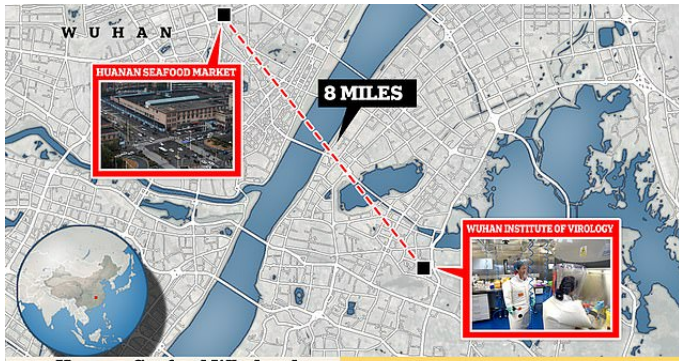 WUHAN
HUANAN SEAFOOD MARKET
8 MILES
WUHAN INSTITUTE OF VIROLOGY